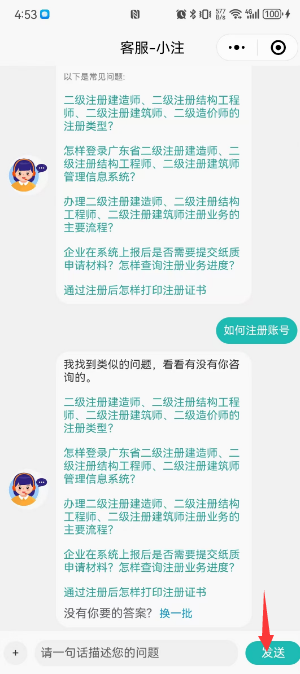 4:53
577
B/s
4G
100
客服-小注
以下是常见问题:
二级注册建造师、二级注册结构工程
师、二级注册建筑师、二级造价师的
注册类型？
怎样登录广东省二级注册建造师、二
级注册结构工程师、二级注册建筑师
管理信息系统？
办理二级注册建造师、二级注册结构
工程师、二级注册建筑师注册业务的
主要流程？
企业在系统上报后是否需要提交纸质
申请材料？怎样查询注册业务进度？
通过注册后怎样打印注册证书
如何注册账号
我找到类似的问题，看看有没有你咨
询的。
二级注册建造师、二级注册结构工程
师、二级注册建筑师、二级造价师的
注册类型？
怎样登录广东省二级注册建造师、二
级注册结构工程师、二级注册建筑师
管理信息系统？
办理二级注册建造师、二级注册结构
工程师、二级注册建筑师注册业务的
主要流程？
企业在系统上报后是否需要提交纸质
申请材料？怎样查询注册业务进度？
通过注册后怎样打印注册证书
没有你要的答案？ 换一批
请一句话描述您的问题
发送